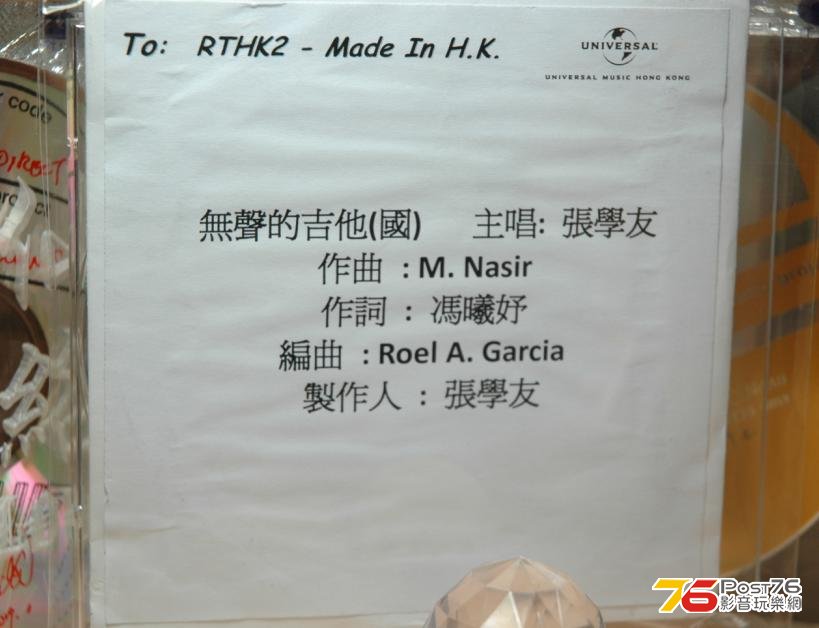 To: RTHK2 - Made In H.K.
UNIVERSAL
UNIVERSAL MUSIC HONG KONG
code
DIRECT
無聲的吉他(國) 主唱: 張學友
作曲 : M. Nasir
作詞 : 馮曦妤
編曲 : Roel A. Garcia
製作人 : 張學友
76 POST76
影音玩樂網